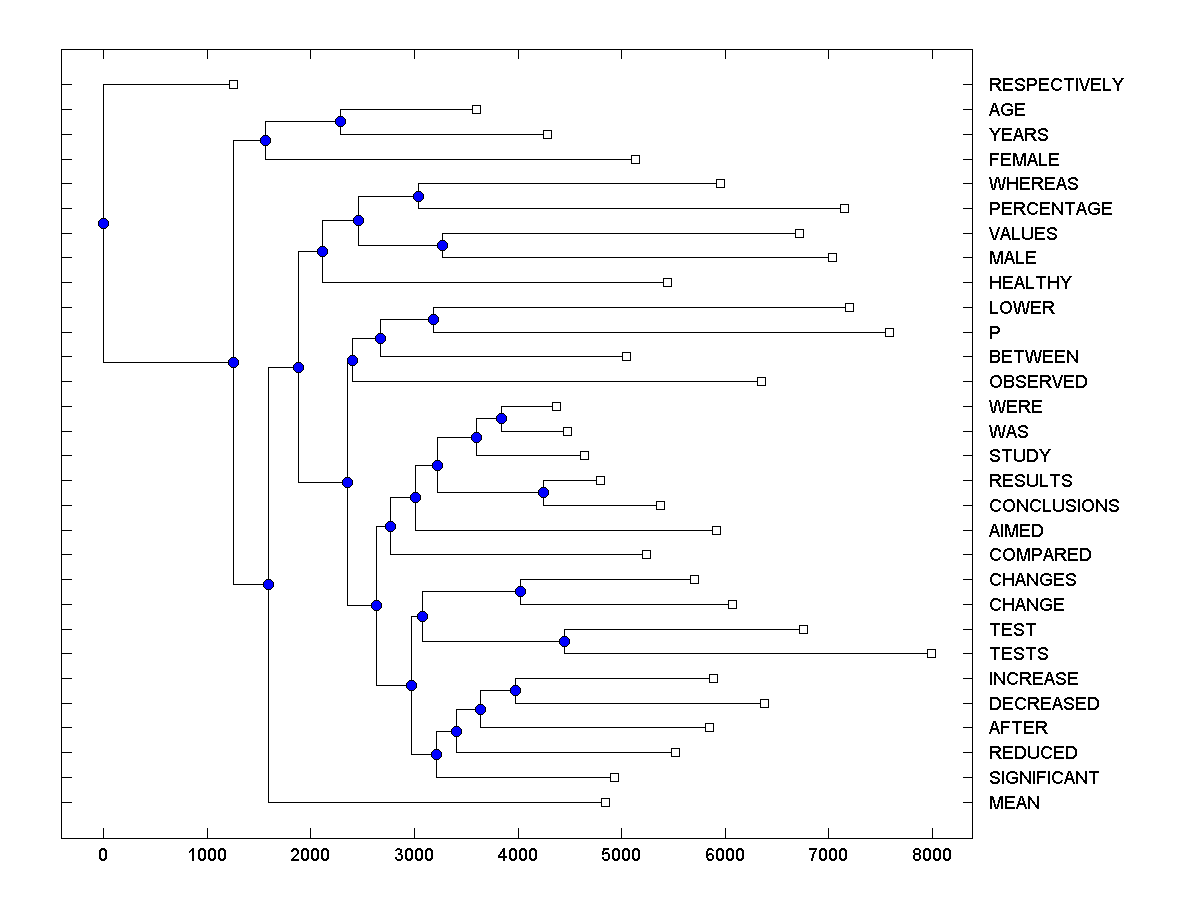 RESPECTIVELY
AGE
YEARS
FEMALE
WHEREAS
PERCENTAGE
VALUES
MALE
HEALTHY
LOWER
P
BETWEEN
OBSERVED
WERE
WAS
STUDY
RESULTS
CONCLUSIONS
AIMED
COMPARED
CHANGES
CHANGE
TEST
TESTS
INCREASE
DECREASED
AFTER
REDUCED
SIGNIFICANT
MEAN
0 1000 2000 3000 4000 5000 6000 7000 8000